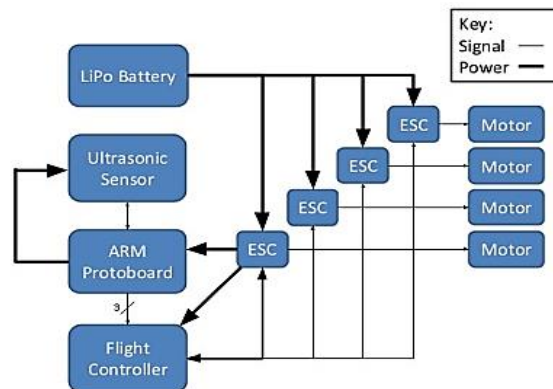 Key:
Signal
Power
LiPo Battery
ESC
Motor
Ultrasonic
Sensor
ESC
Motor
ESC
Motor
ARM
Protoboard
ESC
Motor
3
Flight
Controller